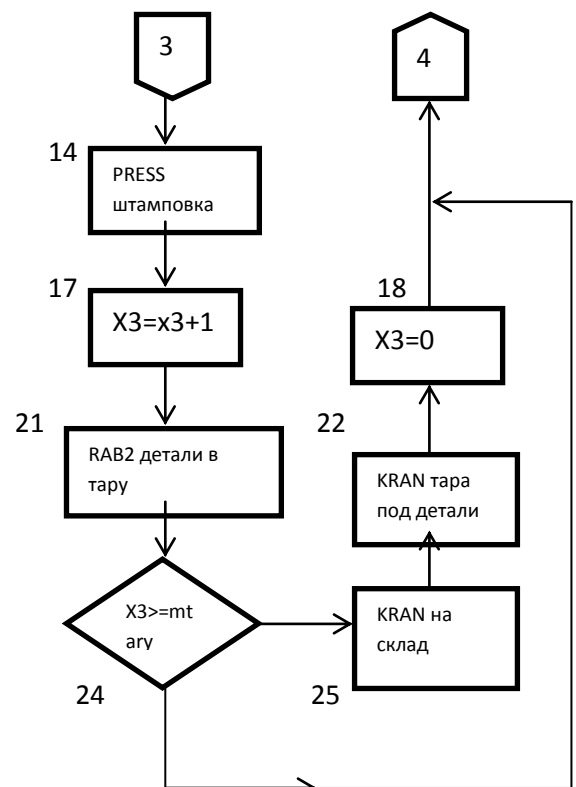 3
4
14
PRESS
штамповка
17
X3=x3+1
18
X3=0
21
RAB2 детали в
тару
22
KRAN тара
под детали
X3>=mt
ary
24
KRAN на
склад
25